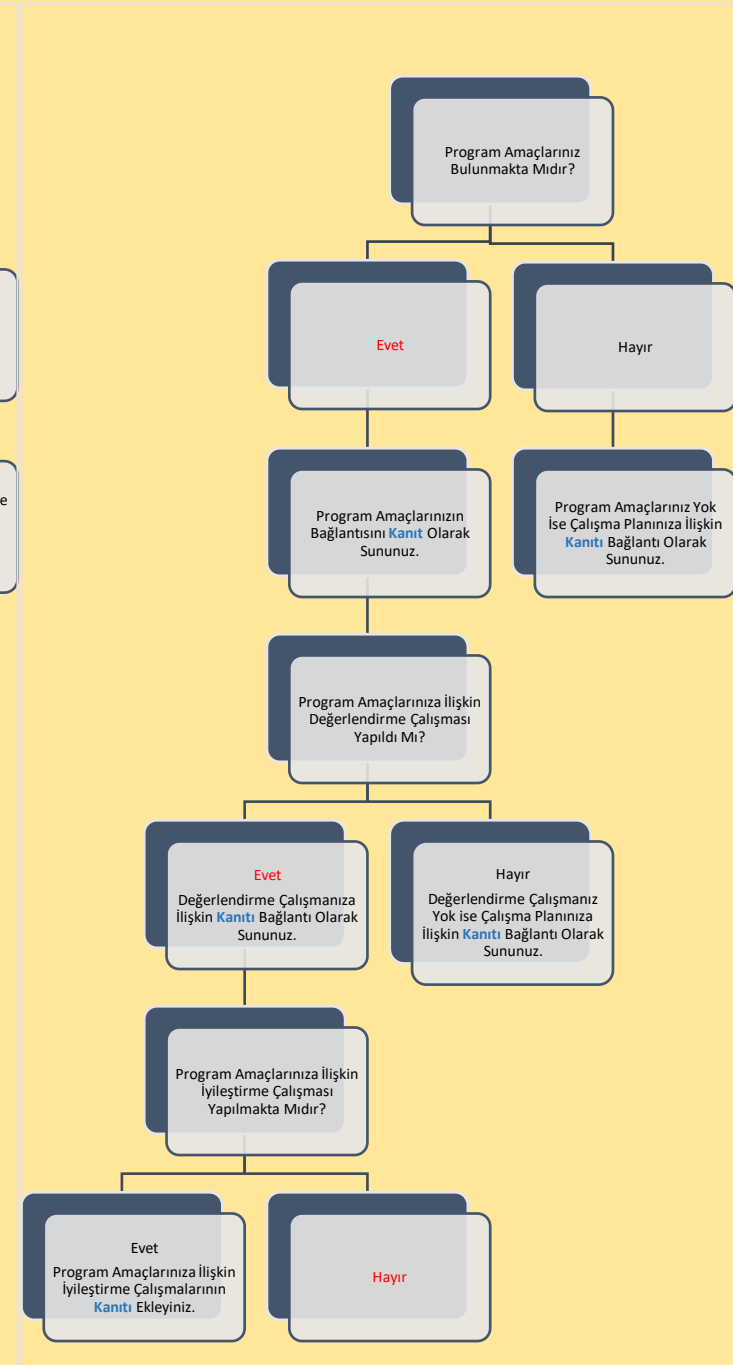 Program Amaçlarınız
Bulunmakta Mıdır?
Evet
Hayır
Program Amaçlarınızın
Bağlantısını Kanıt Olarak
Sununuz.
Program Amaçlarınız Yok
İse Çalışma Planınıza İlişkin
Kanıtı Bağlantı Olarak
Sununuz.
Program Amaçlarınıza İlişkin
Değerlendirme Çalışması
Yapıldı Mı?
Evet
Değerlendirme Çalışmanıza
İlişkin Kanıtı Bağlantı Olarak
Sununuz.
Hayır
Değerlendirme Çalışmanız
Yok ise Çalışma Planınıza
İlişkin Kanıtı Bağlantı Olarak
Sununuz.
Program Amaçlarınıza İlişkin
İyileştirme Çalışması
Yapılmakta Mıdır?
Evet
Program Amaçlarınıza İlişkin
İyileştirme Çalışmalarının
Kanıtı Ekleyiniz.
Hayır